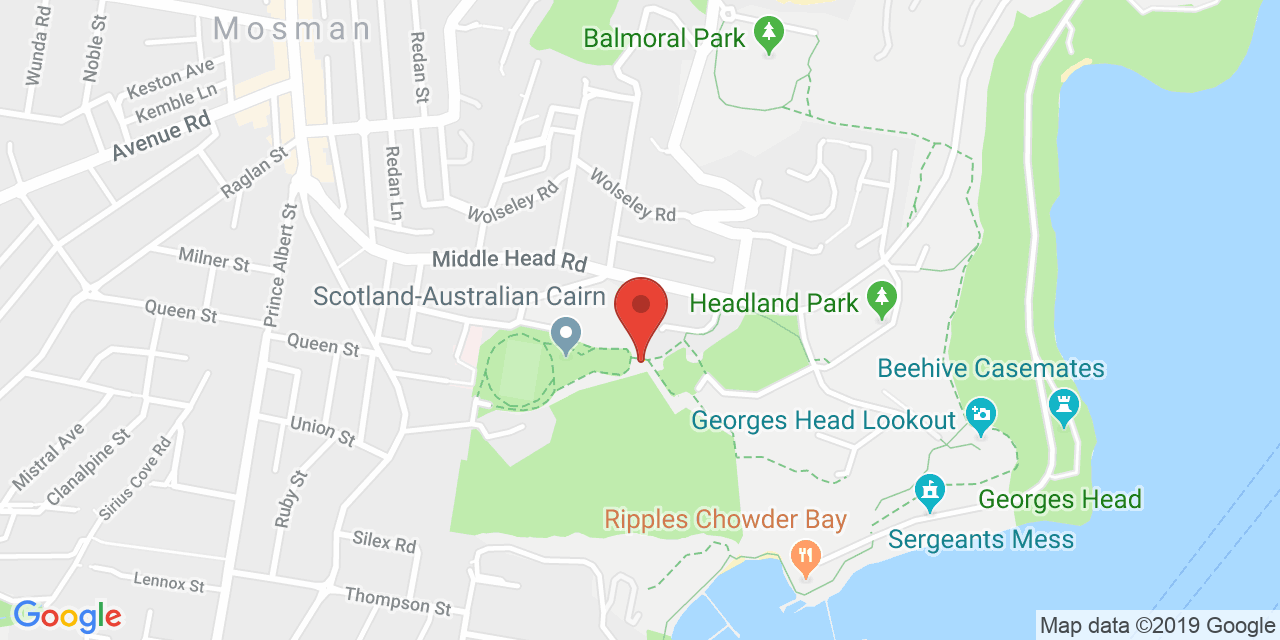 Mosman
Balmoral Park
Wunda Rd
Noble St
Keston Ave
Kemble Ln
Redan St
Avenue Rd
Raglan St
Redan Ln
Wolseley Rd
Wolseley Rd
Prince Albert St
Milner St
Middle Head Rd
Scotland-Australian Cairn
Headland Park
Queen St
Queen St
Beehive Casemates
Georges Head Lookout
Union St
Mistral Ave
Clanalpine St
Sirius Cove Rd
Ruby St
Georges Head
Ripples Chowder Bay
Sergeants Mess
Silex Rd
Lennox St
Thompson St
Google
Map data ©2019 Google